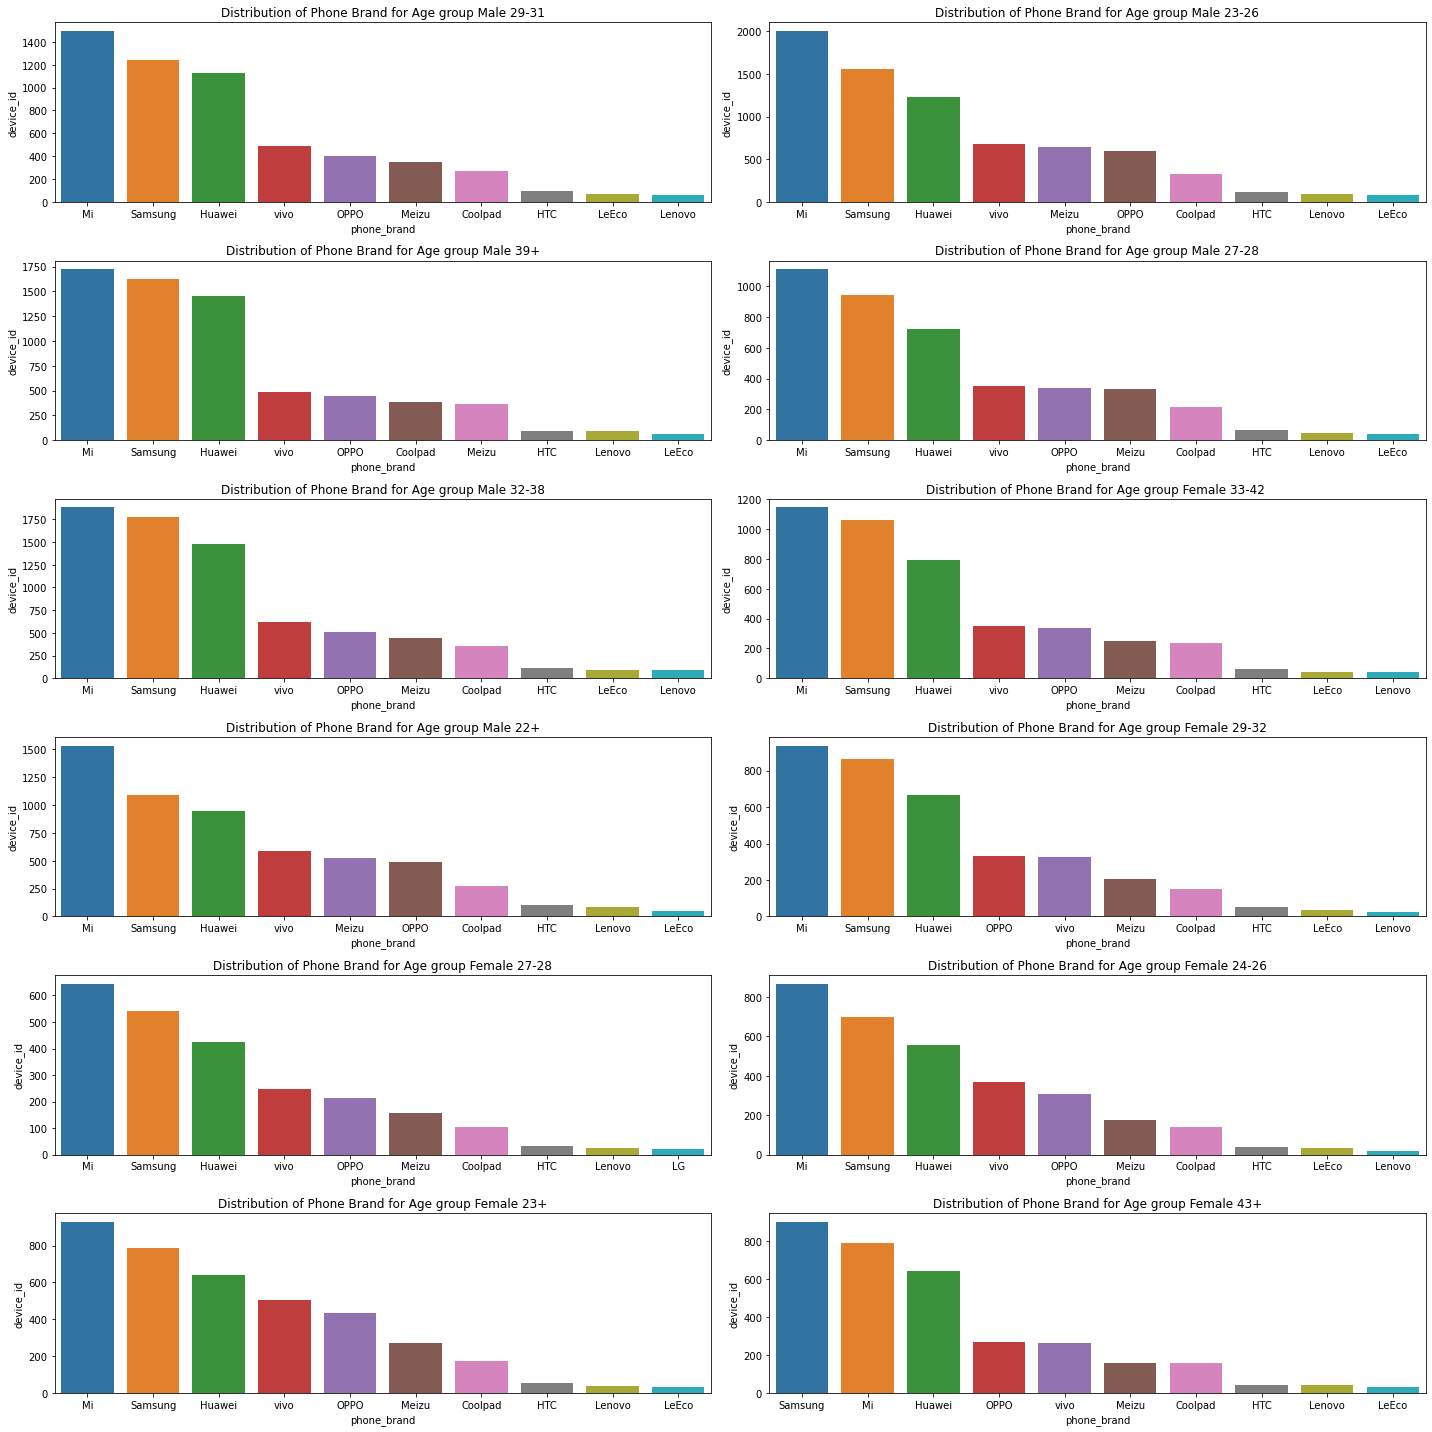 Distribution of Phone Brand for Age group Male 29-31
1400
1200
1000
800
600
400
200
0
device_id
Mi Samsung Huawei vivo OPPO Meizu Coolpad HTC LeEco Lenovo
phone_brand
Distribution of Phone Brand for Age group Male 23-26
2000
1500
1000
500
0
device_id
Mi Samsung Huawei vivo Meizu OPPO Coolpad HTC Lenovo LeEco
phone_brand
Distribution of Phone Brand for Age group Male 39+
1750
1500
1250
1000
750
500
250
0
device_id
Mi Samsung Huawei vivo OPPO Coolpad Meizu HTC Lenovo LeEco
phone_brand
Distribution of Phone Brand for Age group Male 27-28
1000
800
600
400
200
0
device_id
Mi Samsung Huawei vivo OPPO Meizu Coolpad HTC Lenovo LeEco
phone_brand
Distribution of Phone Brand for Age group Male 32-38
1750
1500
1250
1000
750
500
250
0
device_id
Mi Samsung Huawei vivo OPPO Meizu Coolpad HTC LeEco Lenovo
phone_brand
Distribution of Phone Brand for Age group Female 33-42
1200
1000
800
600
400
200
0
device_id
Mi Samsung Huawei vivo OPPO Meizu Coolpad HTC LeEco Lenovo
phone_brand
Distribution of Phone Brand for Age group Male 22+
1500
1250
1000
750
500
250
0
device_id
Mi Samsung Huawei vivo Meizu OPPO Coolpad HTC Lenovo LeEco
phone_brand
Distribution of Phone Brand for Age group Female 29-32
800
600
400
200
0
device_id
Mi Samsung Huawei OPPO vivo Meizu Coolpad HTC LeEco Lenovo
phone_brand
Distribution of Phone Brand for Age group Female 27-28
600
500
400
300
200
100
0
device_id
Mi Samsung Huawei vivo OPPO Meizu Coolpad HTC Lenovo LG
phone_brand
Distribution of Phone Brand for Age group Female 24-26
800
600
400
200
0
device_id
Mi Samsung Huawei vivo OPPO Meizu Coolpad HTC LeEco Lenovo
phone_brand
Distribution of Phone Brand for Age group Female 23+
800
600
400
200
0
device_id
Mi Samsung Huawei vivo OPPO Meizu Coolpad HTC Lenovo LeEco
phone_brand
Distribution of Phone Brand for Age group Female 43+
800
600
400
200
0
device_id
Samsung Mi Huawei OPPO vivo Meizu Coolpad HTC Lenovo LeEco
phone_brand